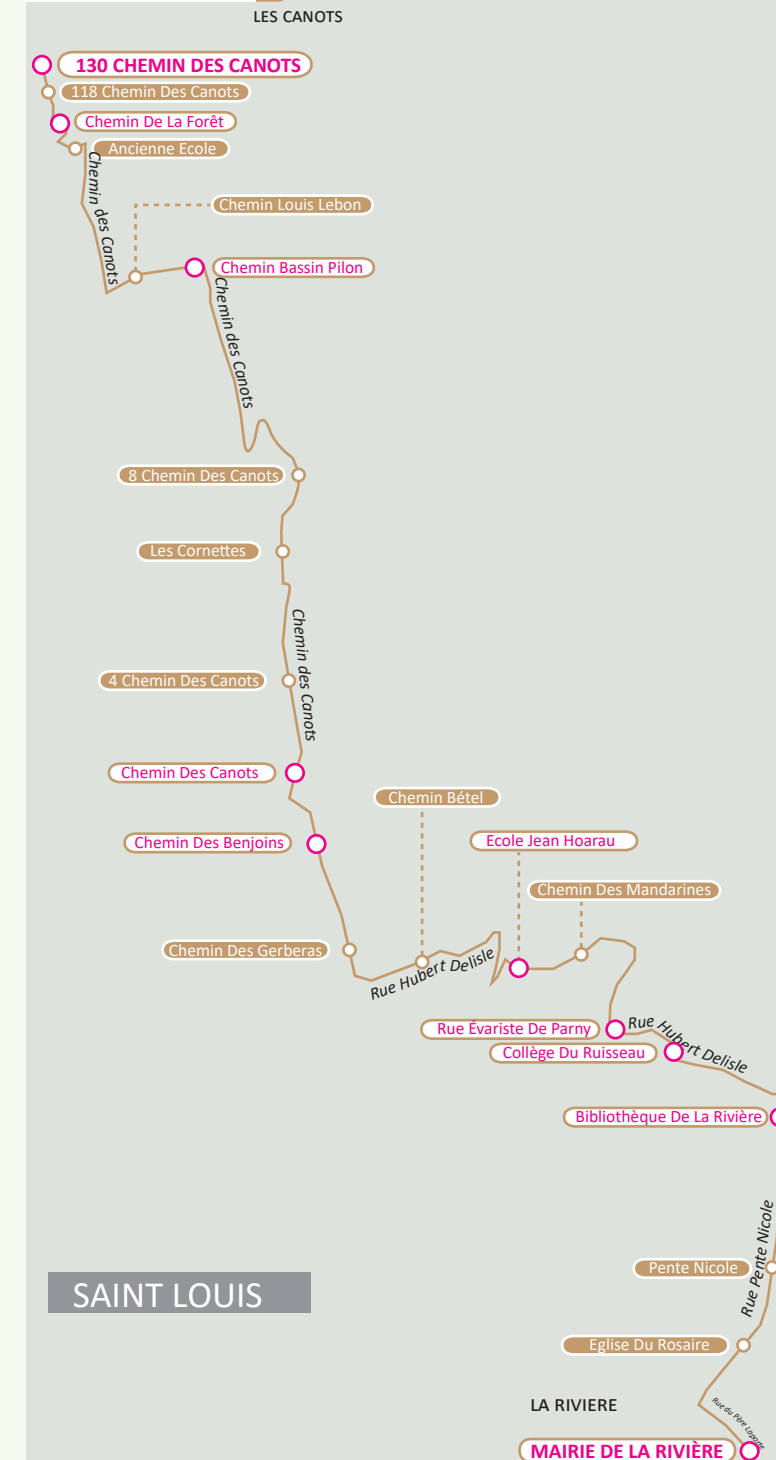 LES CANOTS
130 CHEMIN DES CANOTS
118 Chemin Des Canots
Chemin De La Forêt
Ancienne Ecole
Chemin des Canots
Chemin Louis Lebon
Chemin Bassin Pilon
Chemin des Canots
8 Chemin Des Canots
Les Cornettes
Chemin des Canots
4 Chemin Des Canots
Chemin Des Canots
Chemin Bétel
Chemin Des Benjoins
Ecole Jean Hoarau
Chemin Des Mandarines
Chemin Des Gerberas
Rue Hubert Delisle
Rue Évariste De Parny
Rue Hubert Delisle
Collège Du Ruisseau
Bibliothèque De La Rivière
Rue Pente Nicole
Pente Nicole
SAINT LOUIS
Eglise Du Rosaire
LA RIVIERE
Rue du Père Laporte
MAIRIE DE LA RIVIÈRE